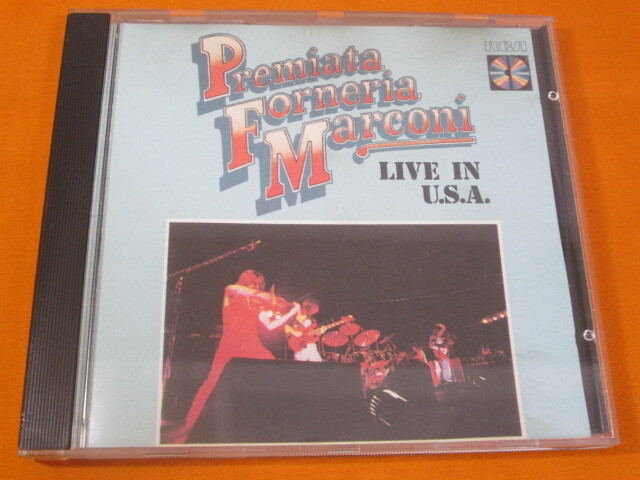 RCA
Premiata
Forneria
Marconi
LIVE IN
U.S.A.